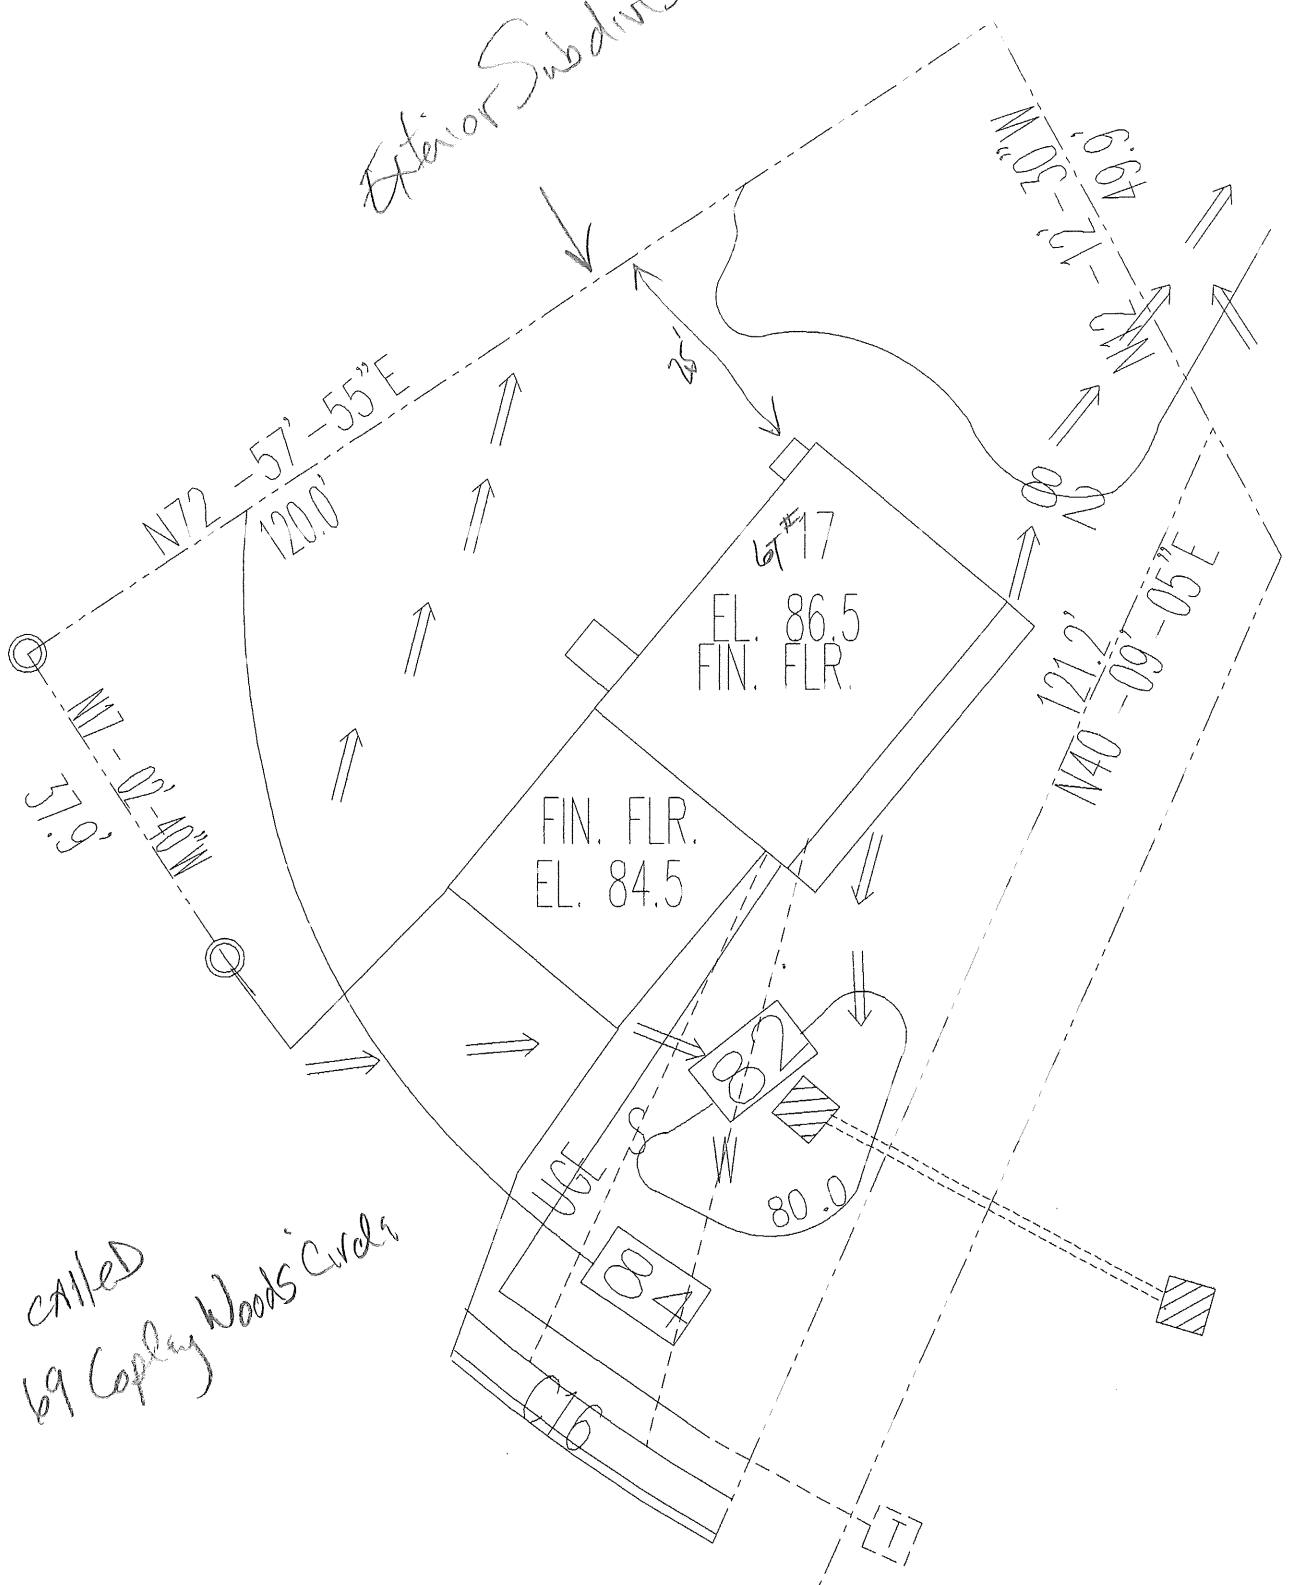 Exterior Subdivis
N12 - 12' - 30"W
49.9'
25'
N72 - 57' - 55"E
120.0'
LOT # 17
EL. 86.5
FIN. FLR.
82
121.2'
N40 - 09' - 05"E
N17 - 02' - 40"W
37.9'
FIN. FLR.
EL. 84.5
82
UGE
S
W
80.0
84
CAlleD
69 Copley Woods Circle
C16
T